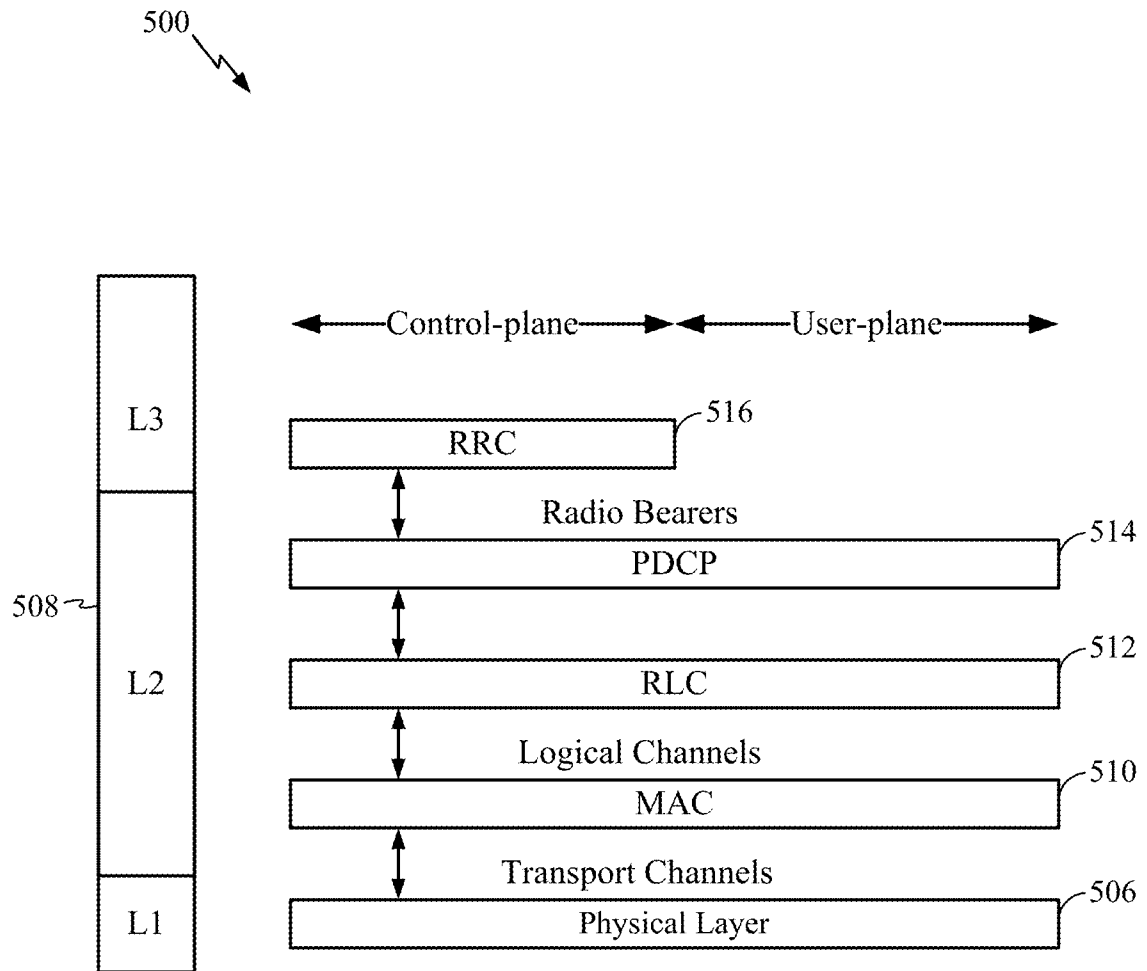 500
Control-plane User-plane
L3
RRC
516
Radio Bearers
514
PDCP
508
512
L2
RLC
Logical Channels
510
MAC
Transport Channels
506
L1
Physical Layer